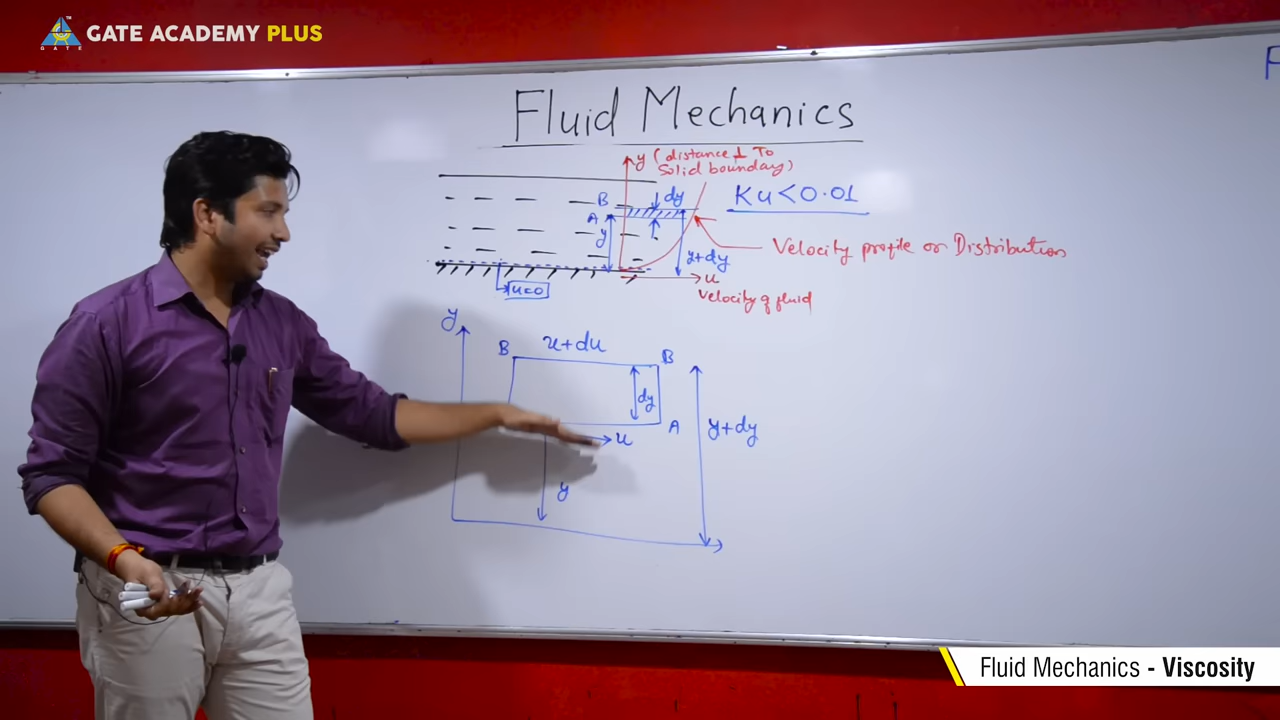 GATE ACADEMY PLUS
GATE
Fluid Mechanics
y (distance ⊥ To
Solid boundary)
B
dy
Ku<0.01
A
y
y+dy
Velocity profile or Distribution
u
u=0
Velocity of fluid
y
B
u+du
B
dy
A
y+dy
u
y
Fluid Mechanics - Viscosity